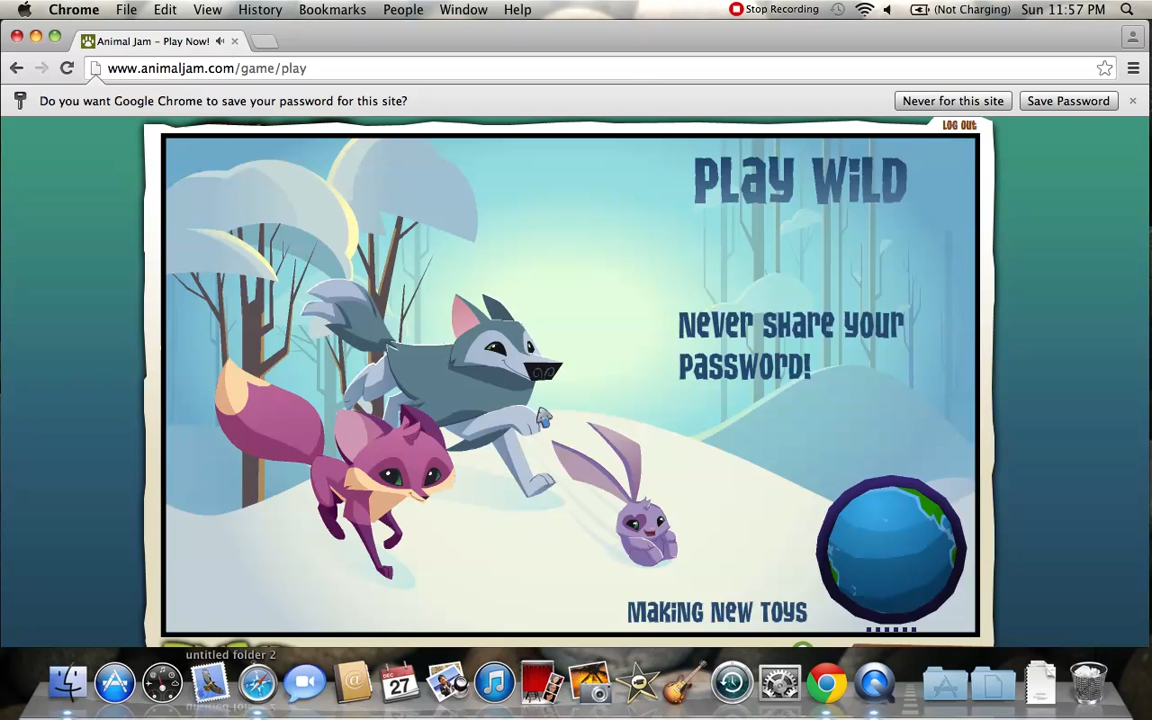 Chrome File Edit View History Bookmarks People Window Help Stop Recording (Not Charging) Sun 11:57 PM
Animal Jam - Play Now!
www.animaljam.com/game/play
Do you want Google Chrome to save your password for this site? Never for this site Save Password
LOG OUT
PLAY WILD
Never share your
password!
Making New Toys
untitled folder 2
DEC
27